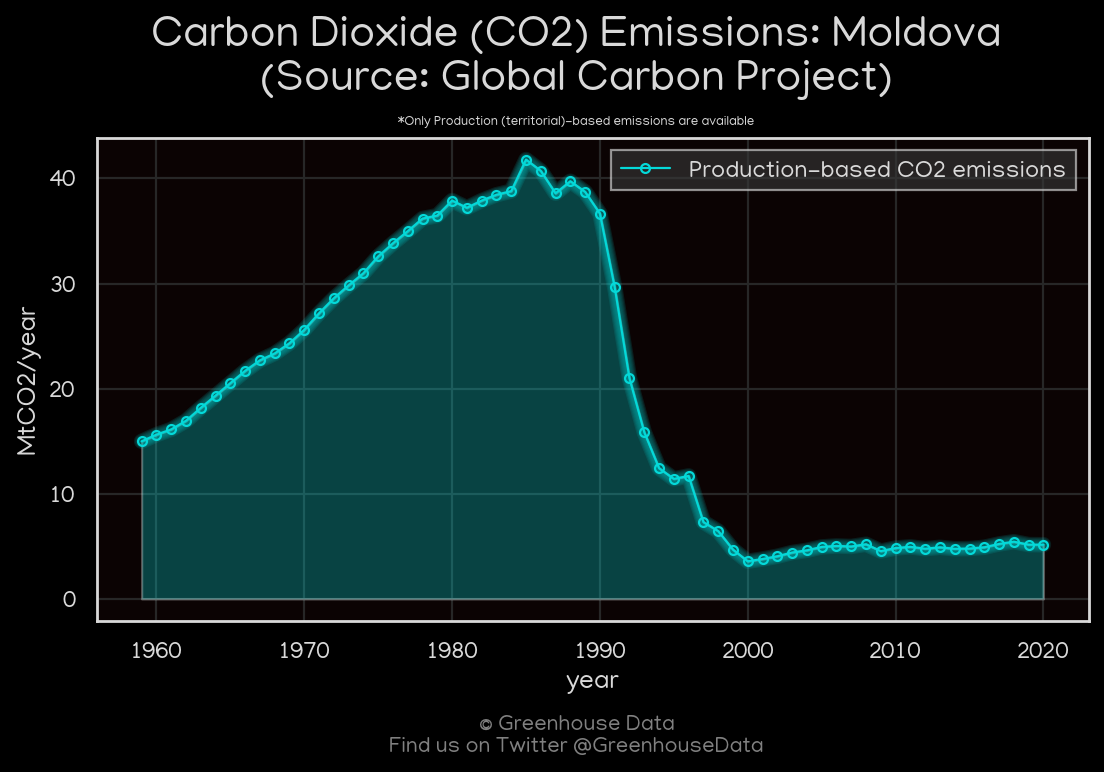 Carbon Dioxide (CO2) Emissions: Moldova
(Source: Global Carbon Project)
*Only Production (territorial)-based emissions are available
Production-based CO2 emissions
MtCO2/year
40
30
20
10
0
1960 1970 1980 1990 2000 2010 2020
year
© Greenhouse Data
Find us on Twitter @GreenhouseData